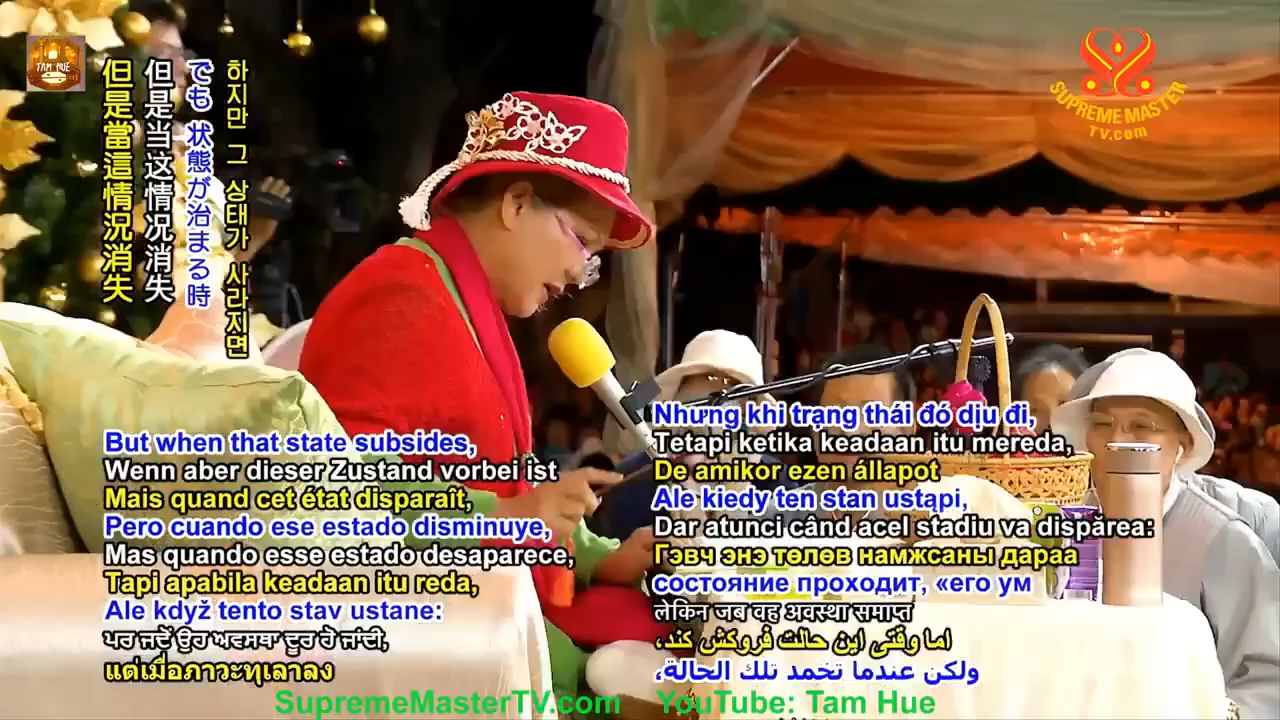 TAM HUE
SUPREME MASTER
TV.com
하지만 그 상태가 사라지면
でも 状態が治まる時
但是当这情况消失
但是當這情況消失
But when that state subsides,
Wenn aber dieser Zustand vorbei ist
Mais quand cet état disparaît,
Pero cuando ese estado disminuye,
Mas quando esse estado desaparece,
Tapi apabila keadaan itu reda,
Ale když tento stav ustane:
ਪਰ ਜਦੋਂ ਉਹ ਅਵਸਥਾ ਦੂਰ ਹੋ ਜਾਂਦੀ,
แต่เมื่อภาวะทุเลาลง
Nhưng khi trạng thái đó dịu đi,
Tetapi ketika keadaan itu mereda,
De amikor ezen állapot
Ale kiedy ten stan ustąpi,
Dar atunci când acel stadiu va dispărea:
Гэвч энэ төлөв намжсаны дараа
состояние проходит, «его ум
लेकिन जब वह अवस्था समाप्त
اما وقتی این حالت فروکش کند،
ولكن عندما تخمد تلك الحالة،
SupremeMasterTV.com YouTube: Tam Hue